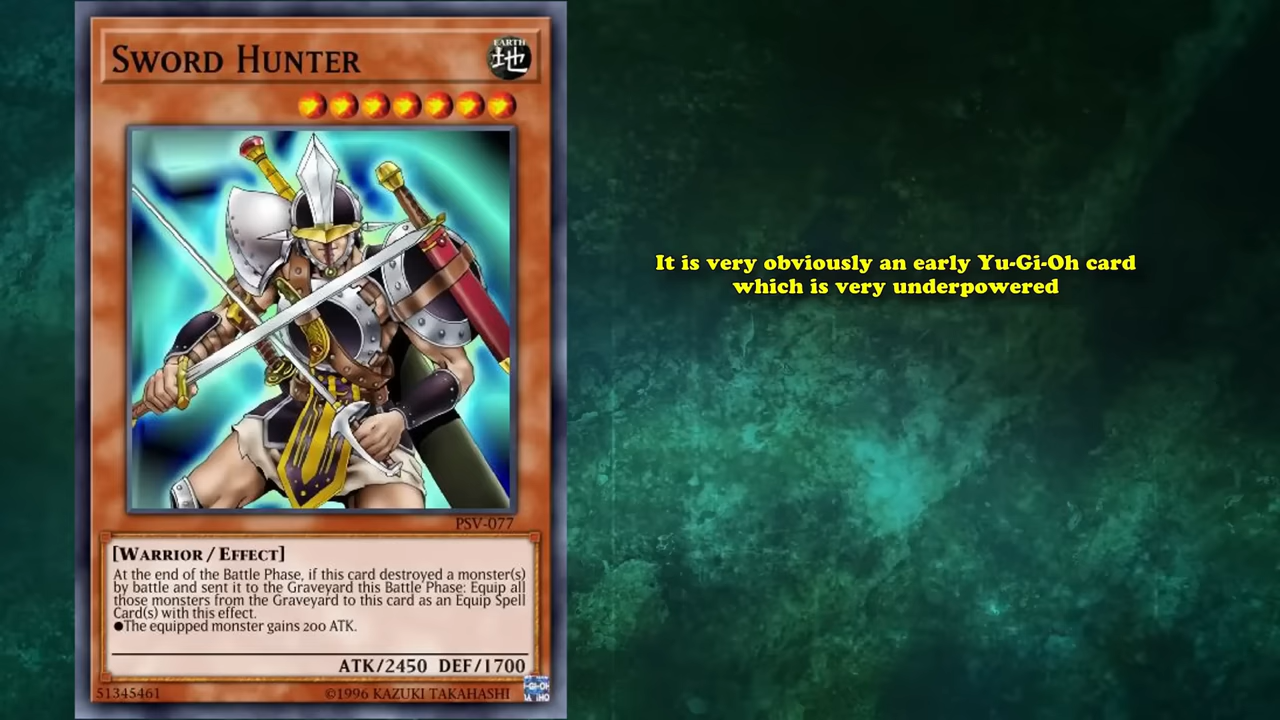 SWORD HUNTER
EARTH
地
PSV-077
[WARRIOR / EFFECT]
At the end of the Battle Phase, if this card destroyed a monster(s)
by battle and sent it to the Graveyard this Battle Phase: Equip all
those monsters from the Graveyard to this card as an Equip Spell
Card(s) with this effect.
●The equipped monster gains 200 ATK.
ATK/2450 DEF/1700
51345461
©1996 KAZUKI TAKAHASHI
It is very obviously an early Yu-Gi-Oh card
which is very underpowered